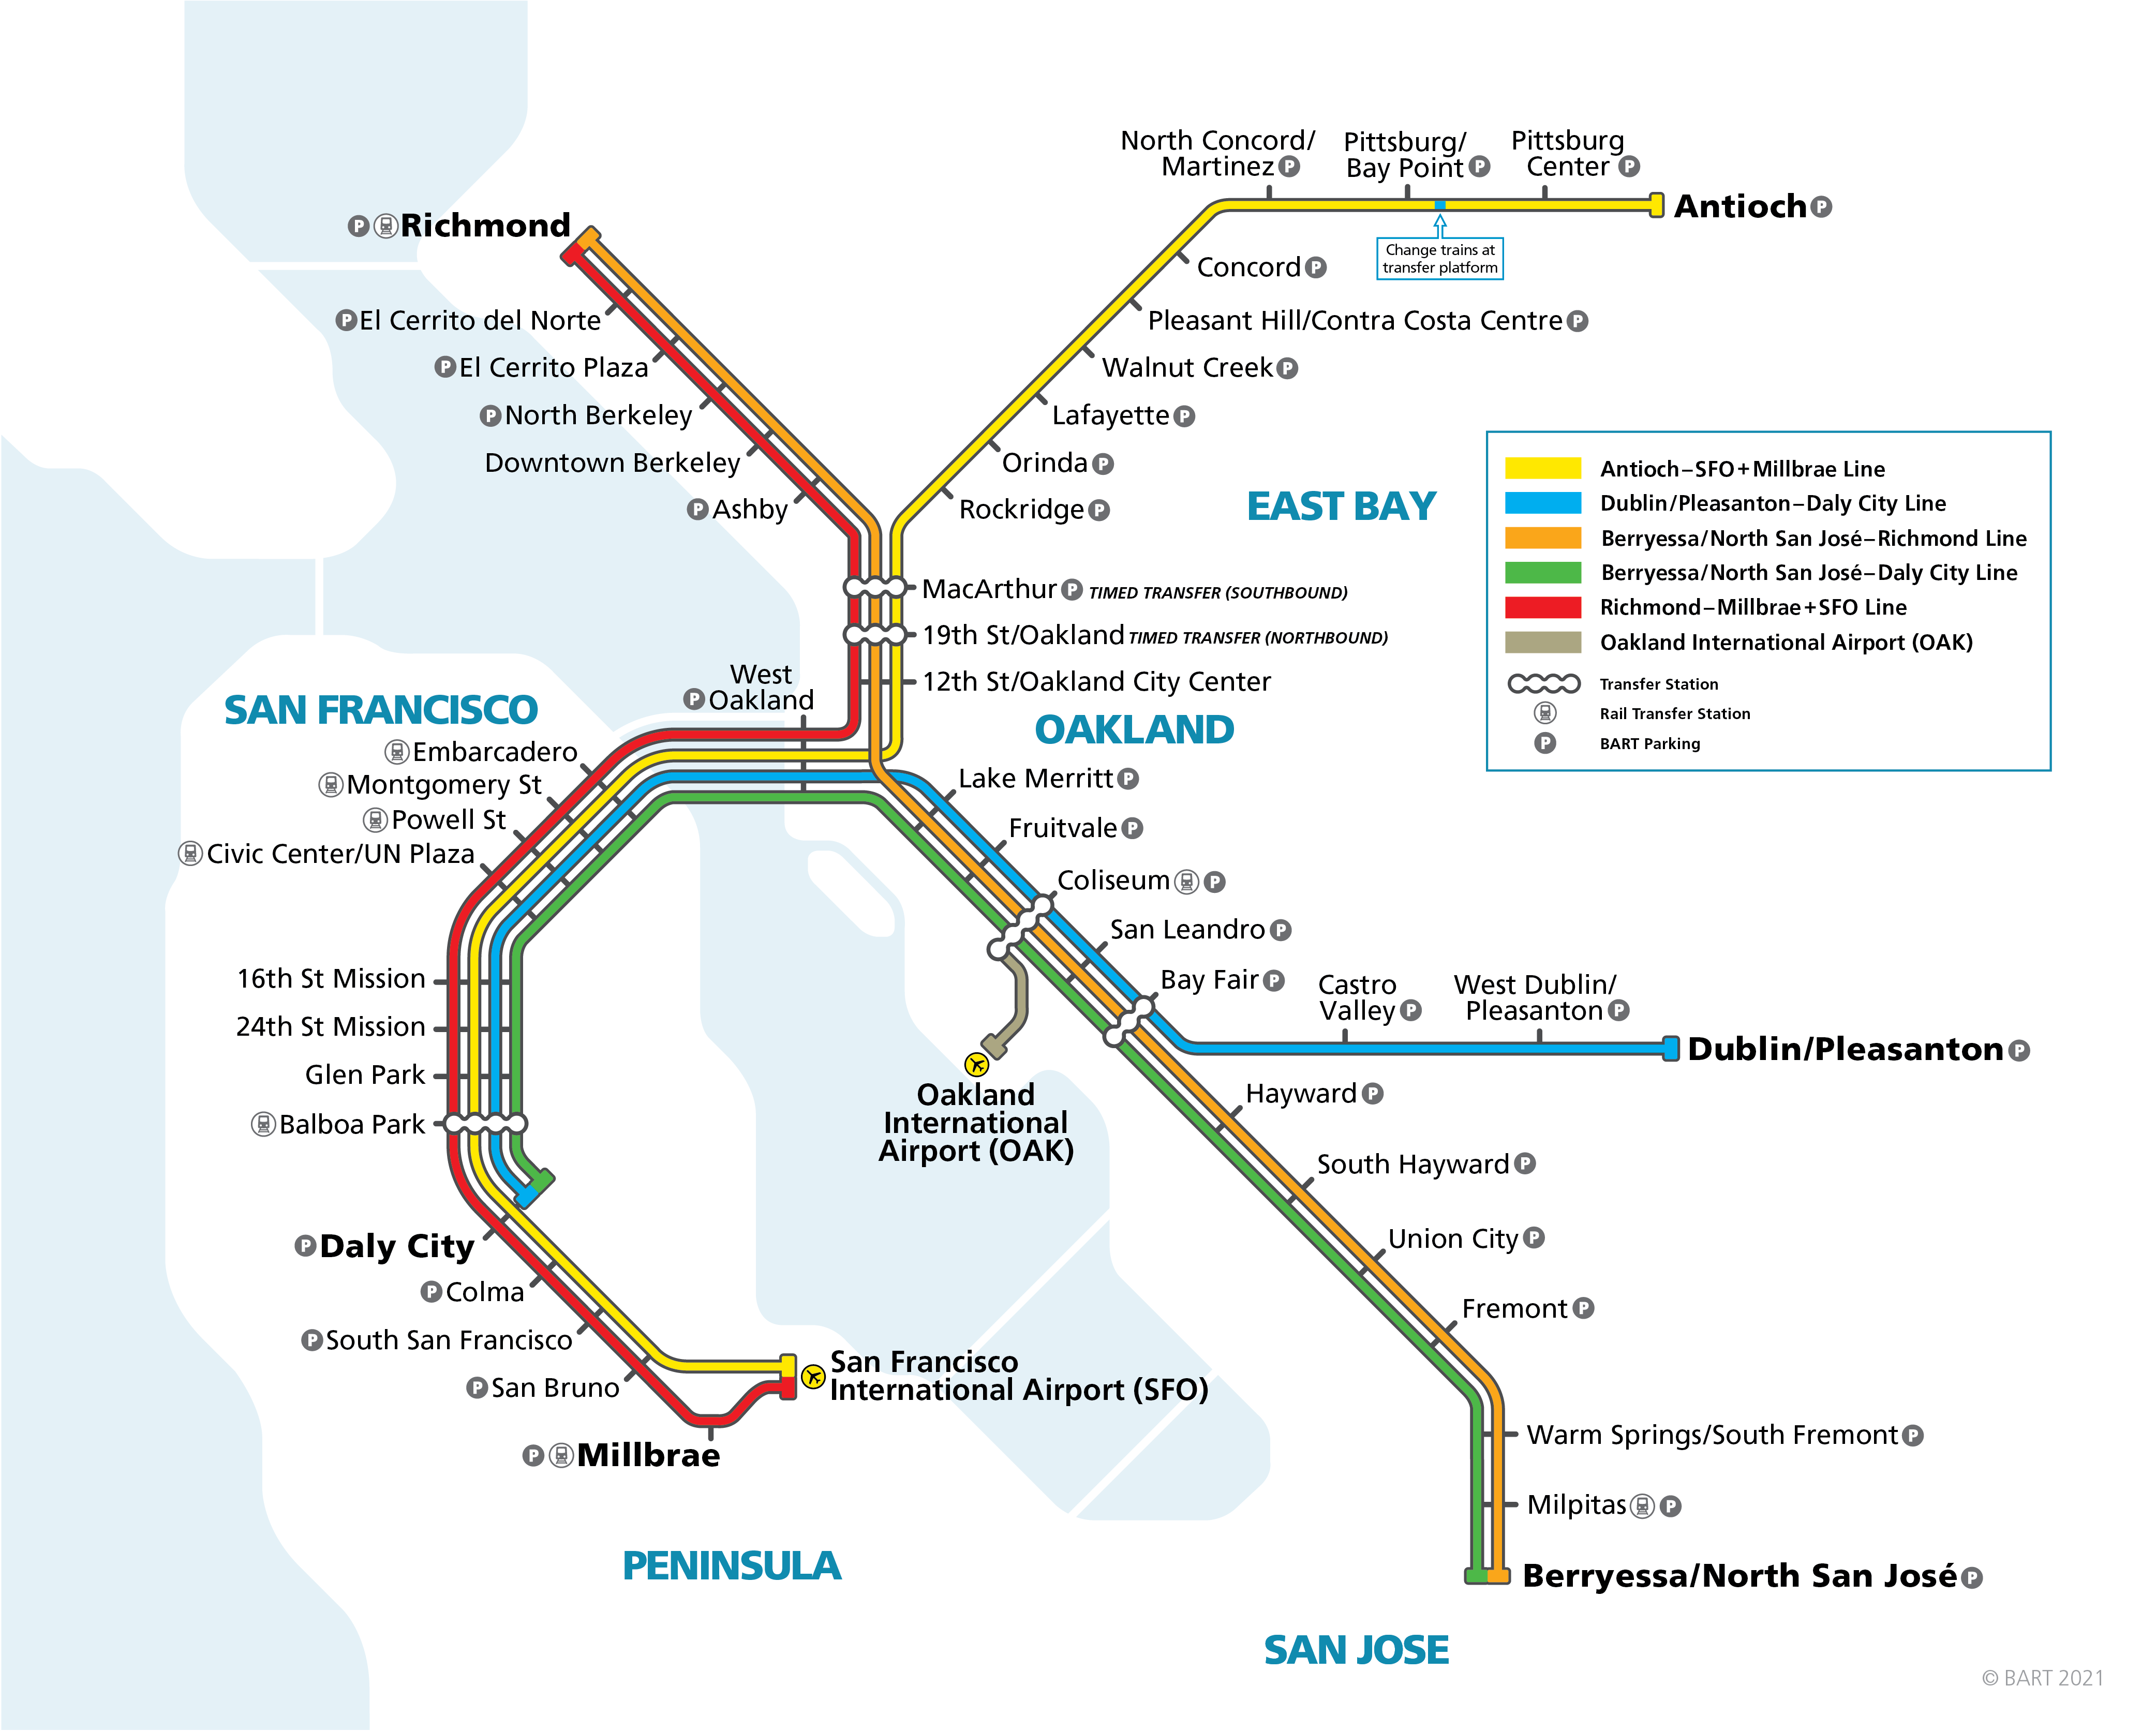 North Concord/
Martinez P
Pittsburg/
Bay Point P
Pittsburg
Center P
Antioch P
Change trains at
transfer platform
P Richmond
Concord P
P El Cerrito del Norte
Pleasant Hill/Contra Costa Centre P
P El Cerrito Plaza
Walnut Creek P
P North Berkeley
Lafayette P
Downtown Berkeley
Orinda P
P Ashby
Rockridge P
EAST BAY
Antioch–SFO+Millbrae Line
Dublin/Pleasanton–Daly City Line
Berryessa/North San José–Richmond Line
Berryessa/North San José–Daly City Line
Richmond–Millbrae+SFO Line
Oakland International Airport (OAK)
Transfer Station
Rail Transfer Station
P BART Parking
MacArthur P TIMED TRANSFER (SOUTHBOUND)
19th St/Oakland TIMED TRANSFER (NORTHBOUND)
12th St/Oakland City Center
West
P Oakland
SAN FRANCISCO
OAKLAND
Embarcadero
Montgomery St
Powell St
Civic Center/UN Plaza
Lake Merritt P
Fruitvale P
Coliseum P
San Leandro P
Bay Fair P
Castro
Valley P
West Dublin/
Pleasanton P
Dublin/Pleasanton P
16th St Mission
24th St Mission
Glen Park
Balboa Park
Oakland
International
Airport (OAK)
Hayward P
South Hayward P
Union City P
Fremont P
P Daly City
P Colma
P South San Francisco
P San Bruno
San Francisco
International Airport (SFO)
P Millbrae
Warm Springs/South Fremont P
Milpitas P
Berryessa/North San José P
PENINSULA
SAN JOSE
© BART 2021